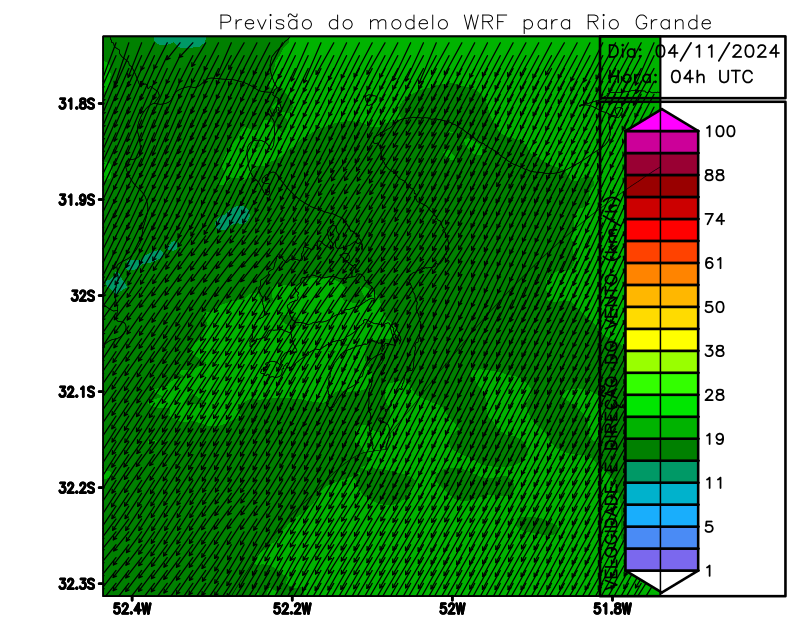 Previsão do modelo WRF para Rio Grande
Dia: 04/11/2024
Hora: 04h UTC
31.8S
31.9S
32S
32.1S
32.2S
32.3S
52.4W
52.2W
52W
51.8W
VELOCIDADE E DIREÇÃO DO VENTO (km/h)
100
88
74
61
50
38
28
19
11
5
1